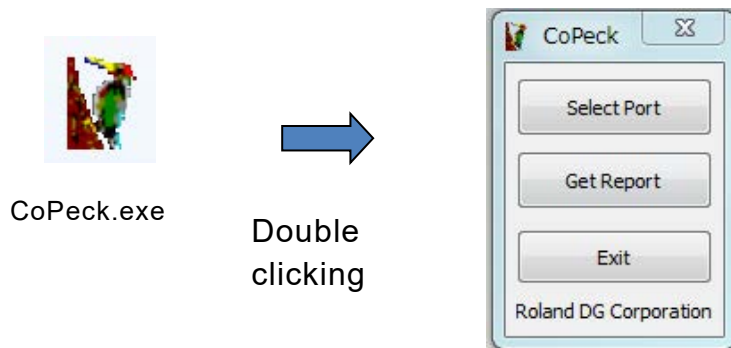 CoPeck.exe
Double
clicking
CoPeck
Select Port
Get Report
Exit
Roland DG Corporation